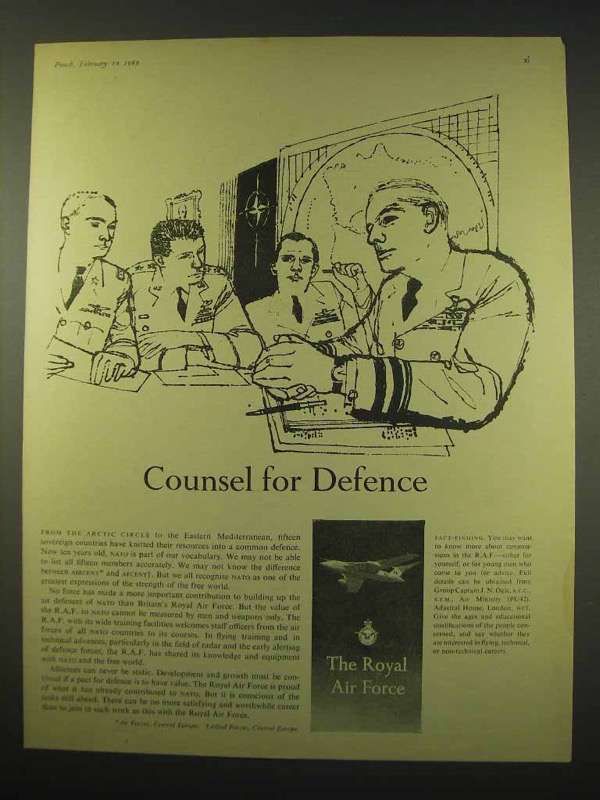 Punch, February 10 1960
xi
Counsel for Defence
FROM THE ARCTIC CIRCLE to the Eastern Mediterranean, fifteen
sovereign countries have knitted their resources into a common defence.
Now ten years old, NATO is part of our vocabulary. We may not be able
to list all fifteen members accurately. We may not know the difference
between AIRCENT* and AFCENT†. But we all recognise NATO as one of the
greatest expressions of the strength of the free world.
No force has made a more important contribution to building up the
air defences of NATO than Britain's Royal Air Force. But the value of
the R.A.F. to NATO cannot be measured by men and weapons only. The
R.A.F. with its wide training facilities welcomes staff officers from the air
forces of all NATO countries to its courses. In flying training and in
technical advances, particularly in the field of radar and the early alerting
of defence forces, the R.A.F. has shared its knowledge and equipment
with NATO and the free world.
Alliances can never be static. Development and growth must be continual
if a pact for defence is to have value. The Royal Air Force is proud
of what it has already contributed to NATO. But it is conscious of the
tasks still ahead. There can be no more satisfying and worthwhile career
than to join in such work as this with the Royal Air Force.
*Air Forces, Central Europe. †Allied Forces, Central Europe.
The Royal
Air Force
FACT-FINDING. You may want
to know more about commissions
in the R.A.F.—either for
yourself, or for young men who
come to you for advice. Full
details can be obtained from
Group Captain J. N. Ogle, A.F.C.,
A.F.M., Air Ministry
Adastral House, London, WC1.
Give the ages and educational
qualifications of the people concerned,
and say whether they
are interested in flying, technical,
or non-technical careers.